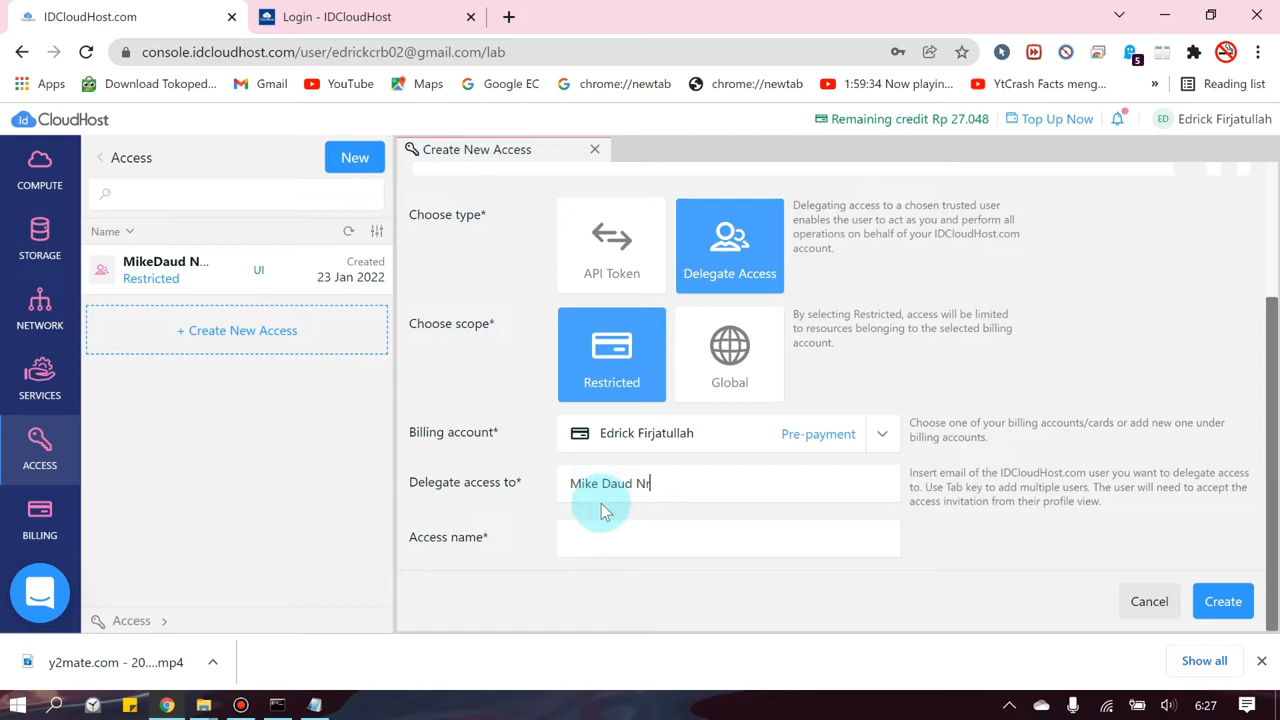 IDCloudHost.com
Login - IDCloudHost
console.idcloudhost.com/user/edrickcrb02@gmail.com/lab
5
Apps
Download Tokoped...
Gmail
YouTube
Maps
Google EC
chrome://newtab
chrome://newtab
1:59:34 Now playin...
YtCrash Facts meng...
»
Reading list
Id CloudHost
Remaining credit Rp 27.048
Top Up Now
ED
Edrick Firjatullah
COMPUTE
STORAGE
NETWORK
SERVICES
ACCESS
BILLING
Access
New
Name
MikeDaud N...
Restricted
UI
Created
23 Jan 2022
+ Create New Access
Access
Create New Access
Choose type*
API Token
Delegate Access
Delegating access to a chosen trusted user
enables the user to act as you and perform all
operations on behalf of your IDCloudHost.com
account.
Choose scope*
Restricted
Global
By selecting Restricted, access will be limited
to resources belonging to the selected billing
account.
Billing account*
Edrick Firjatullah
Pre-payment
Choose one of your billing accounts/cards or add new one under
billing accounts.
Delegate access to*
Mike Daud Nr
Insert email of the IDCloudHost.com user you want to delegate access
to. Use Tab key to add multiple users. The user will need to accept the
access invitation from their profile view.
Access name*
Cancel
Create
y2mate.com - 20....mp4
Show all
6:27